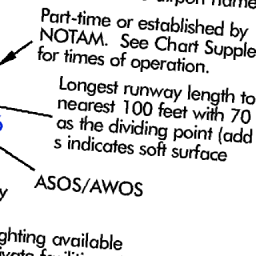 Part-time or established by
NOTAM. See Chart Supple
for times of operation.
Longest runway length to
nearest 100 feet with 70
as the dividing point (add
s indicates soft surface
ASOS/AWOS
ghting available